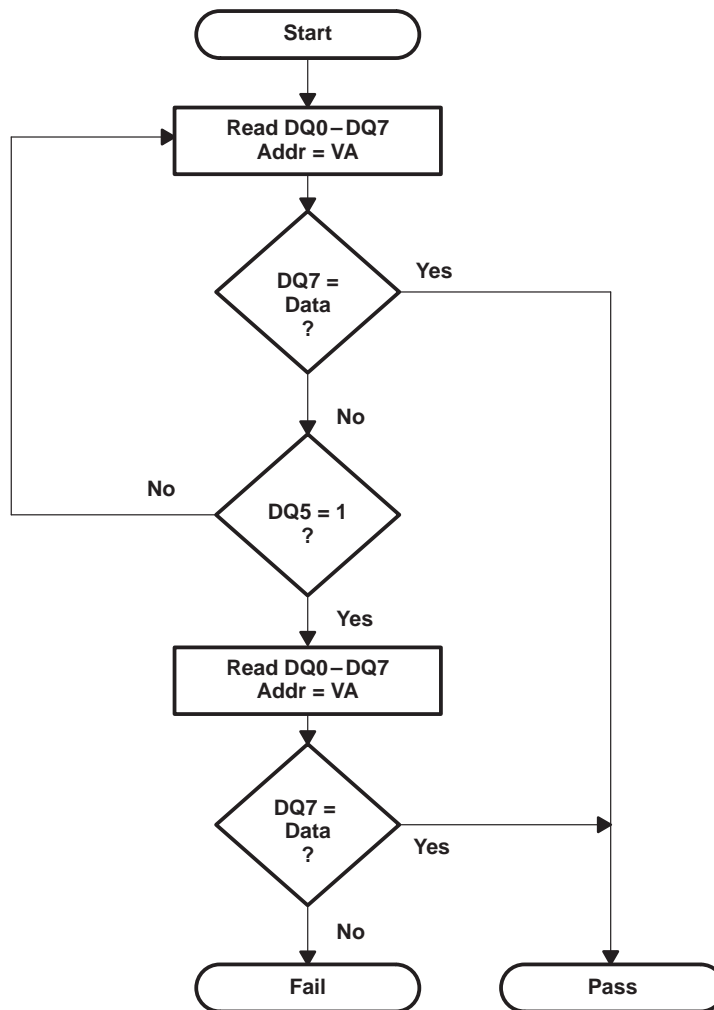 Start
Read DQ0–DQ7
Addr = VA
DQ7 =
Data
?
Yes
No
No
DQ5 = 1
?
Yes
Read DQ0–DQ7
Addr = VA
DQ7 =
Data
?
Yes
No
Fail
Pass